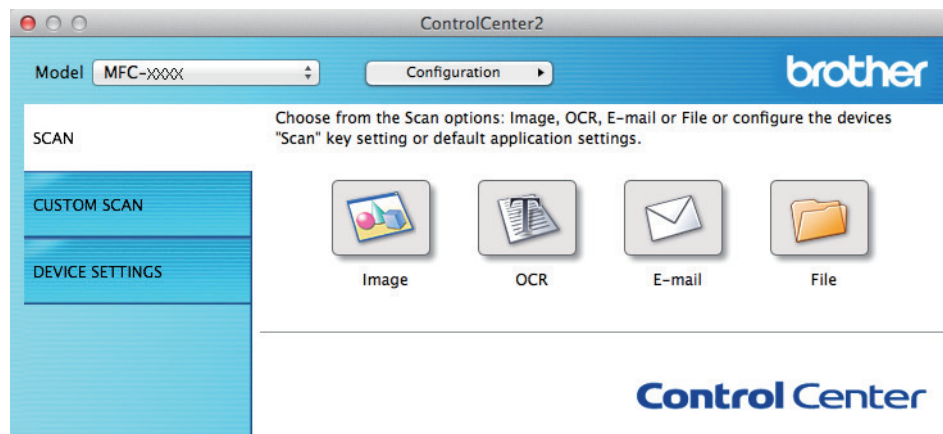 ControlCenter2
Model MFC-XXXX Configuration brother
SCAN
Choose from the Scan options: Image, OCR, E-mail or File or configure the devices
"Scan" key setting or default application settings.
CUSTOM SCAN
DEVICE SETTINGS
Image OCR E-mail File
Control Center